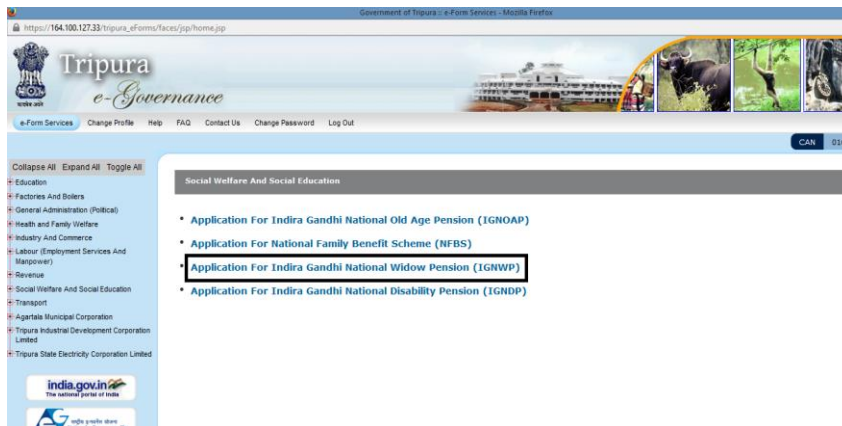 Government of Tripura :: e-Form Services - Mozilla Firefox
https://164.100.127.33/tripura_eForms/faces/jsp/home.jsp
Tripura
e-Governance
सत्यमेव जयते
e-Form Services Change Profile Help FAQ Contact Us Change Password Log Out
CAN 01
Collapse All Expand All Toggle All
Education
Factories And Boilers
General Administration (Political)
Health and Family Welfare
Industry And Commerce
Labour (Employment Services And
Manpower)
Revenue
Social Welfare And Social Education
Transport
Agartala Municipal Corporation
Tripura Industrial Development Corporation
Limited
Tripura State Electricity Corporation Limited
Social Welfare And Social Education
Application For Indira Gandhi National Old Age Pension (IGNOAP)
Application For National Family Benefit Scheme (NFBS)
Application For Indira Gandhi National Widow Pension (IGNWP)
Application For Indira Gandhi National Disability Pension (IGNDP)
india.gov.in
The national portal of India